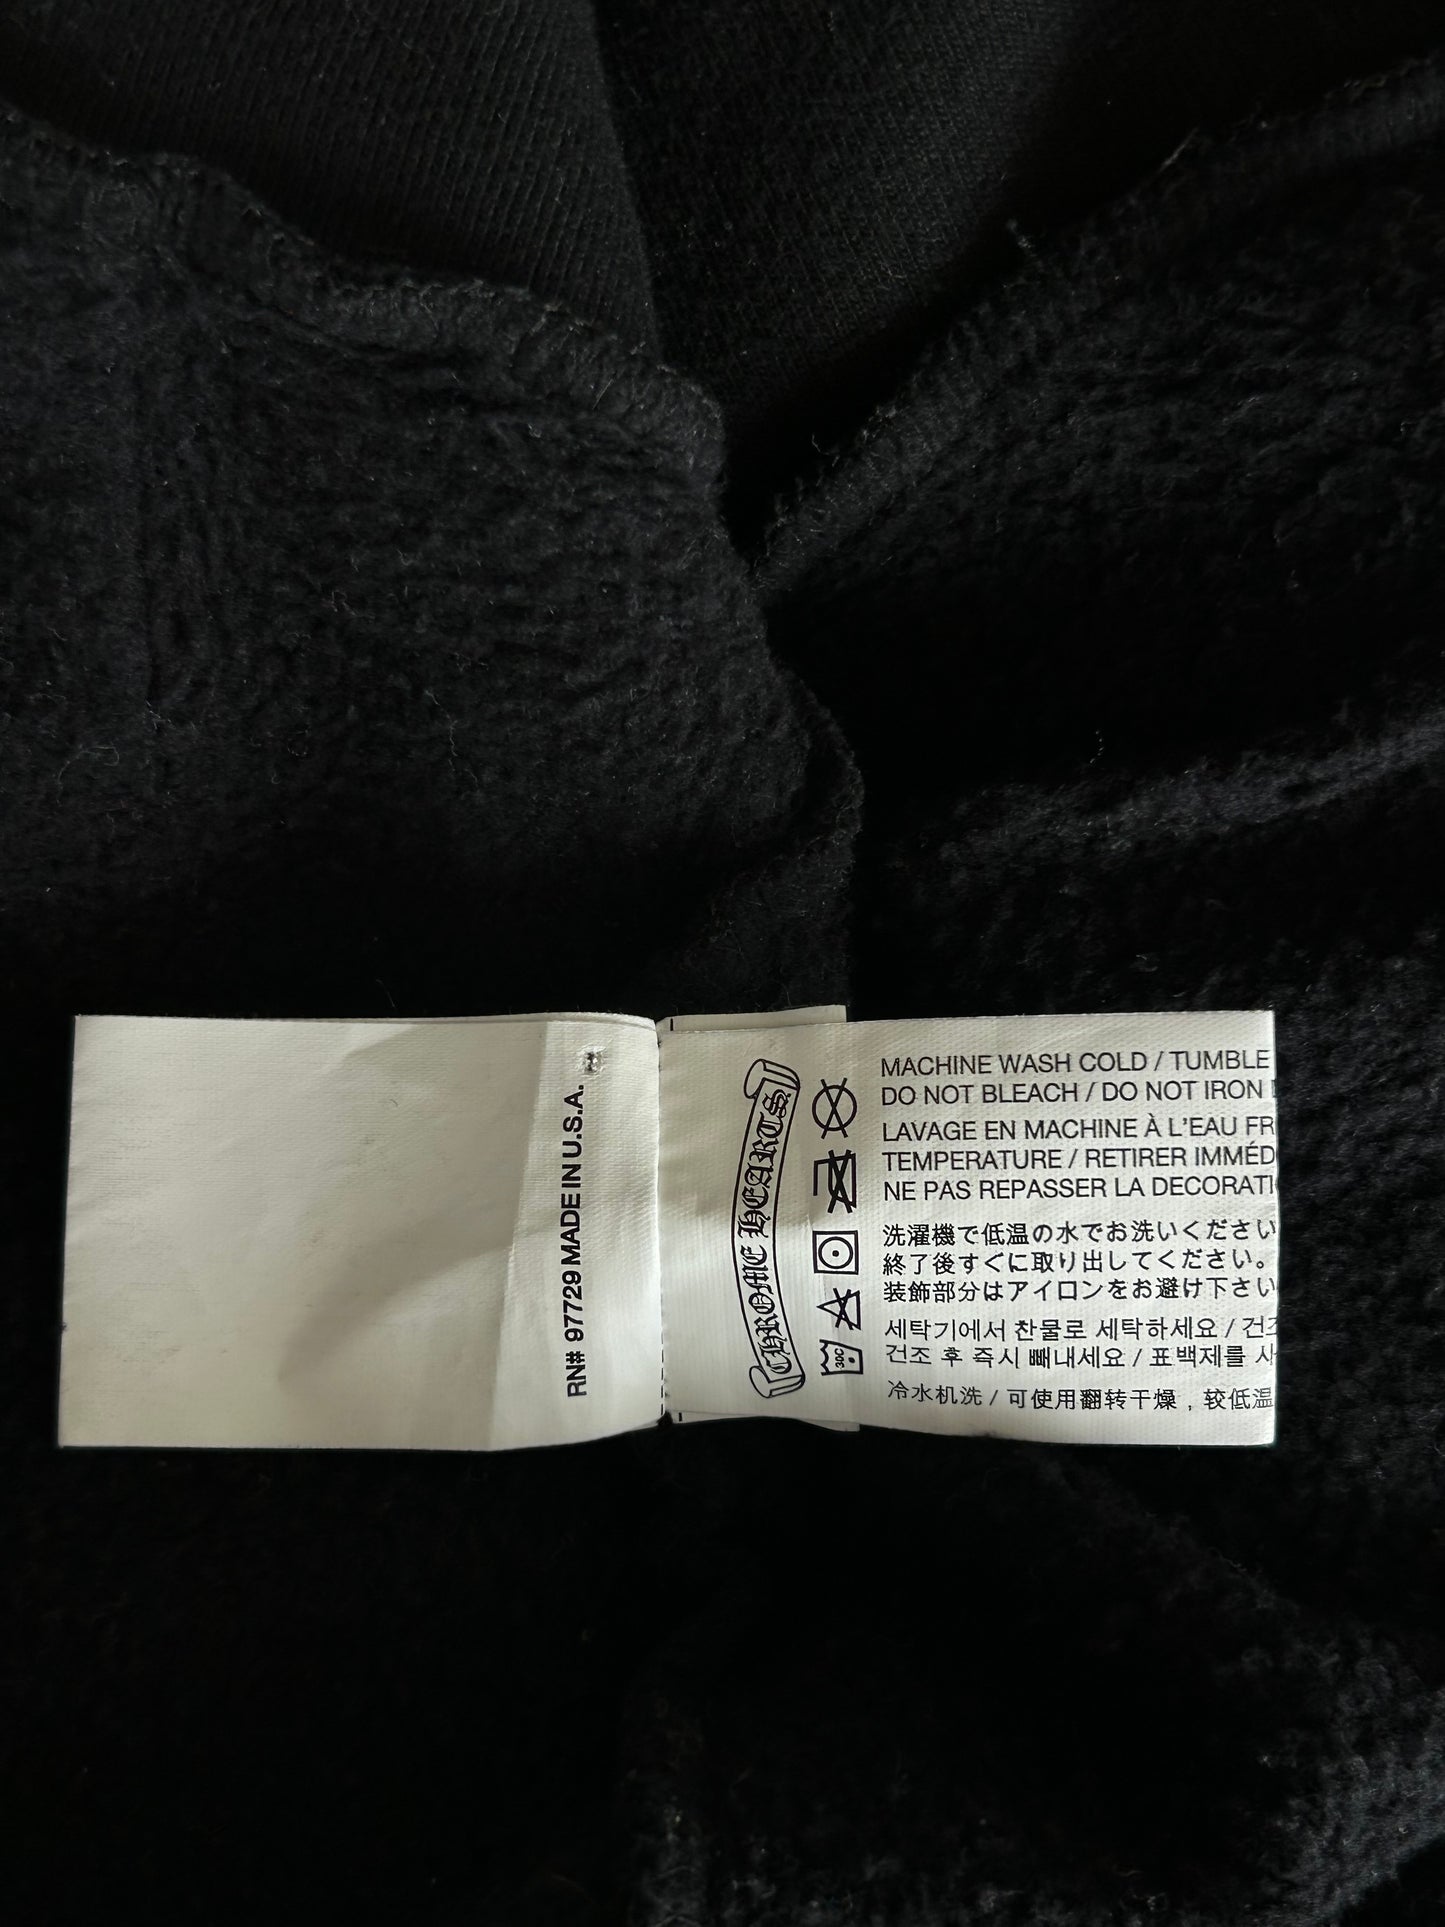 RN# 97729 MADE IN U.S.A.
CHROME HEARTS
30C
MACHINE WASH COLD / TUMBLE
DO NOT BLEACH / DO NOT IRON
LAVAGE EN MACHINE À L'EAU FR
TEMPERATURE / RETIRER IMMÉD
NE PAS REPASSER LA DECORATI
洗濯機で低温の水でお洗いください
終了後すぐに取り出してください。
装飾部分はアイロンをお避け下さい
세탁기에서 찬물로 세탁하세요 / 건조
건조 후 즉시 빼내세요 / 표백제를 사
冷水机洗 / 可使用翻转干燥，较低温